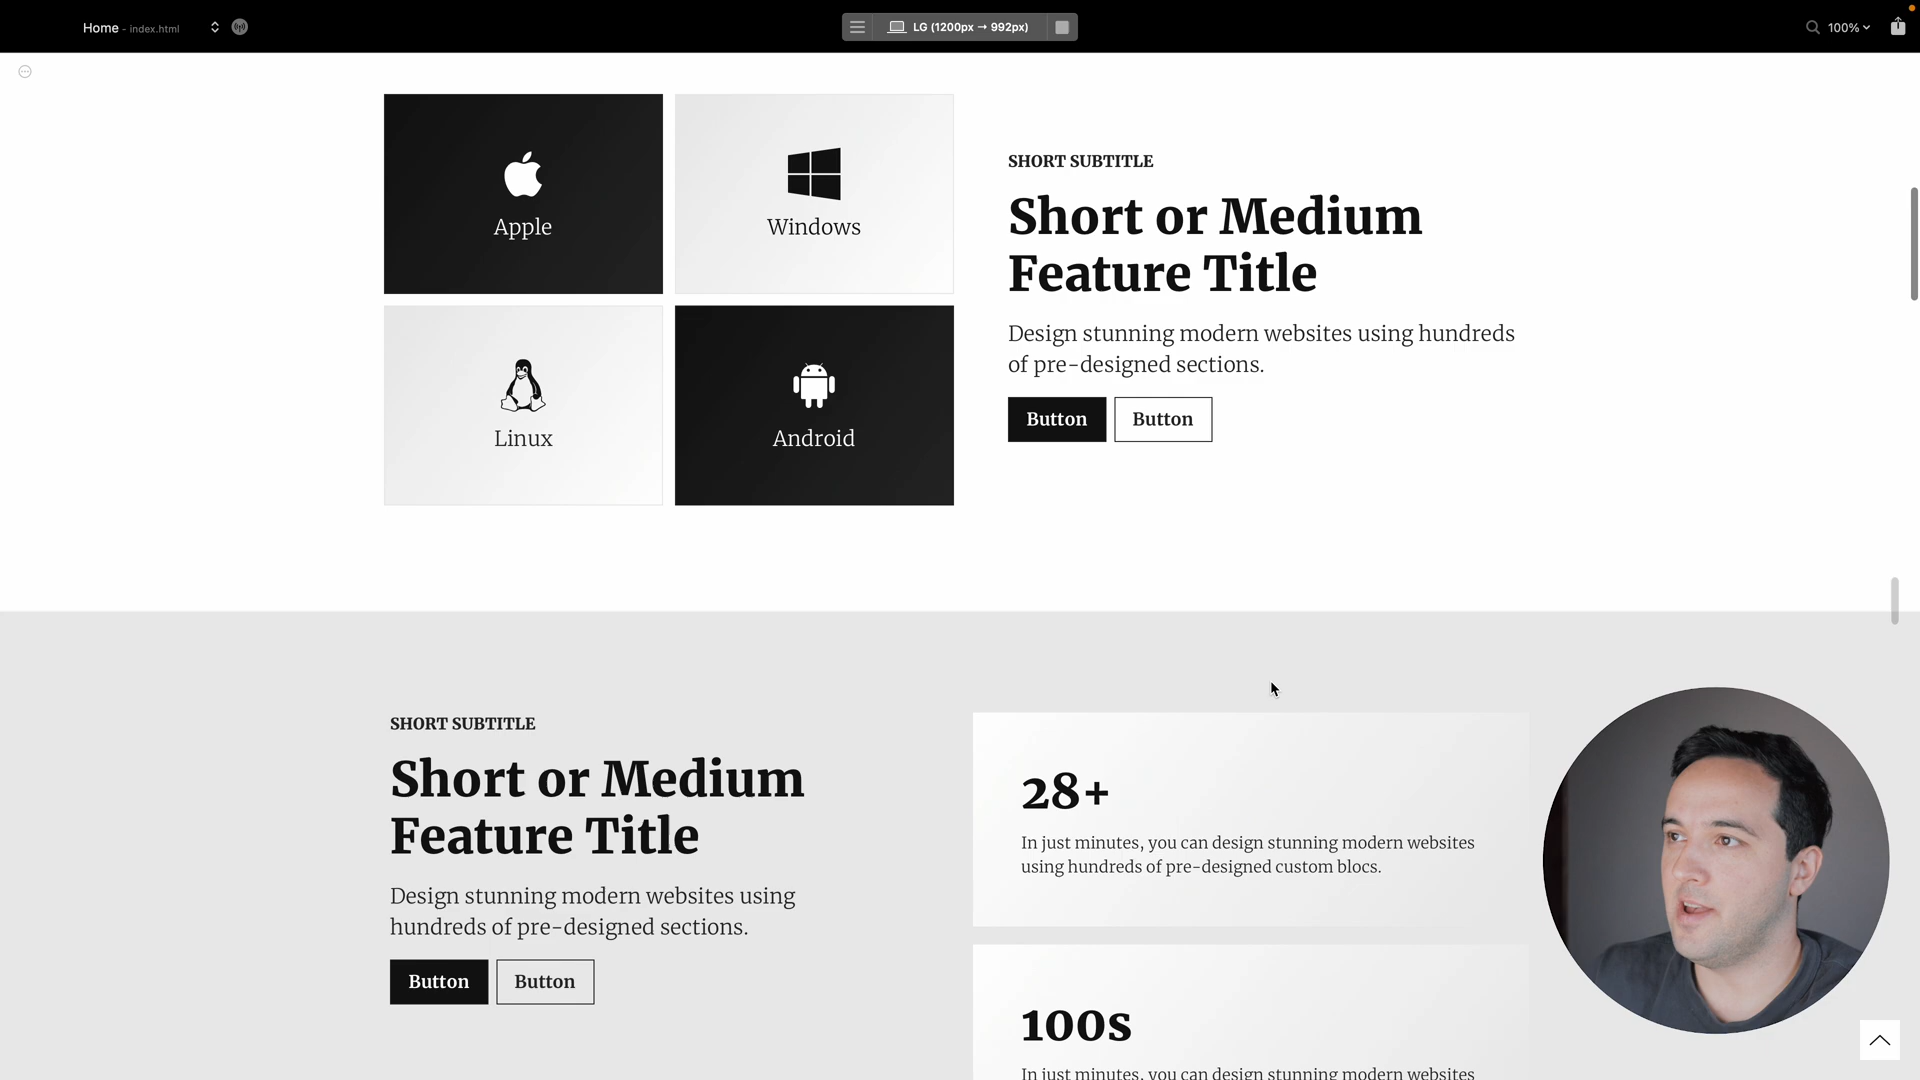 Home - index.html
LG (1200px → 992px)
100%
Apple
Windows
Linux
Android
SHORT SUBTITLE
Short or Medium
Feature Title
Design stunning modern websites using hundreds
of pre-designed sections.
Button
Button
SHORT SUBTITLE
Short or Medium
Feature Title
Design stunning modern websites using
hundreds of pre-designed sections.
Button
Button
28+
In just minutes, you can design stunning modern websites
using hundreds of pre-designed custom blocs.
100s
In just minutes, you can design stunning modern websites